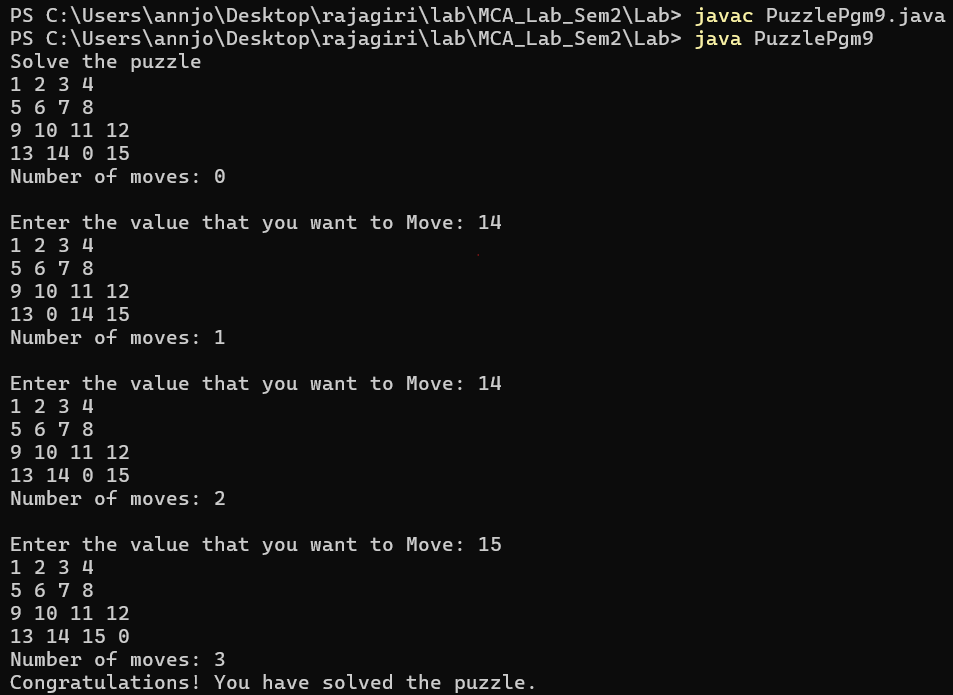 PS C:\Users\annjo\Desktop\rajagiri\lab\MCA_Lab_Sem2\Lab> javac PuzzlePgm9.java
PS C:\Users\annjo\Desktop\rajagiri\lab\MCA_Lab_Sem2\Lab> java PuzzlePgm9
Solve the puzzle
1 2 3 4
5 6 7 8
9 10 11 12
13 14 0 15
Number of moves: 0

Enter the value that you want to Move: 14
1 2 3 4
5 6 7 8
9 10 11 12
13 0 14 15
Number of moves: 1

Enter the value that you want to Move: 14
1 2 3 4
5 6 7 8
9 10 11 12
13 14 0 15
Number of moves: 2

Enter the value that you want to Move: 15
1 2 3 4
5 6 7 8
9 10 11 12
13 14 15 0
Number of moves: 3
Congratulations! You have solved the puzzle.